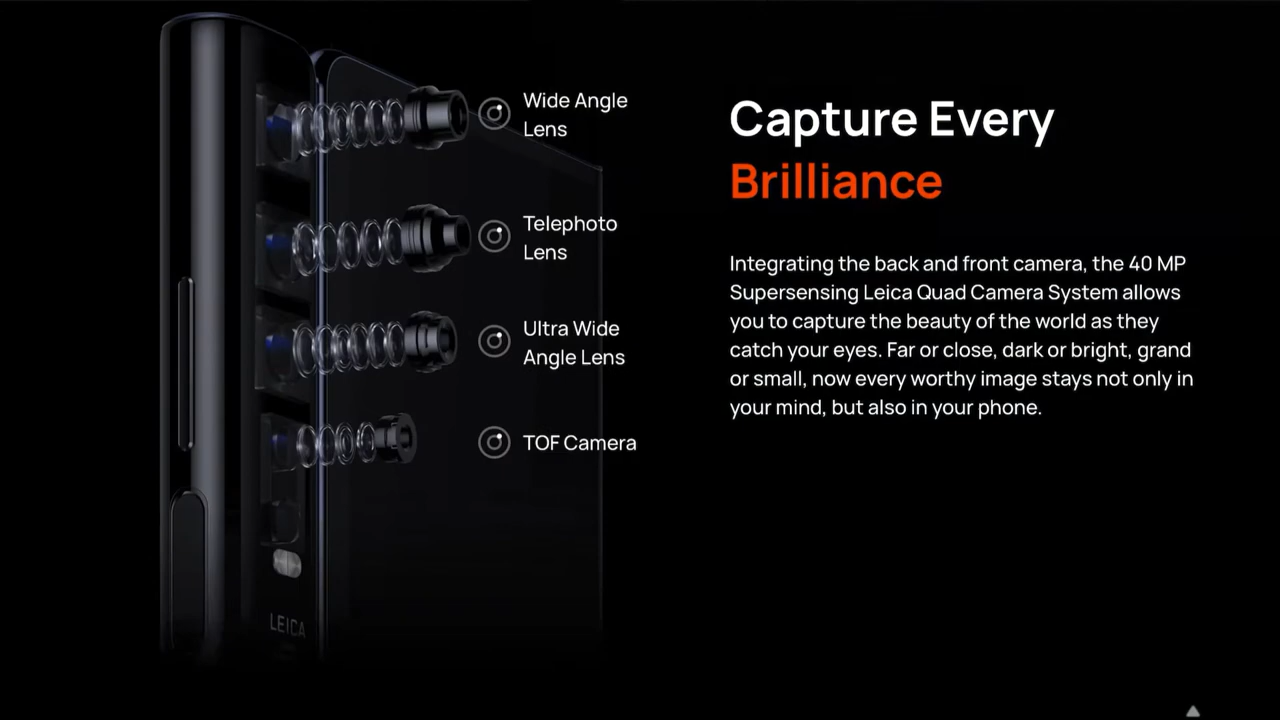 Wide Angle
Lens
Telephoto
Lens
Ultra Wide
Angle Lens
TOF Camera
LEICA
Capture Every
Brilliance
Integrating the back and front camera, the 40 MP
Supersensing Leica Quad Camera System allows
you to capture the beauty of the world as they
catch your eyes. Far or close, dark or bright, grand
or small, now every worthy image stays not only in
your mind, but also in your phone.